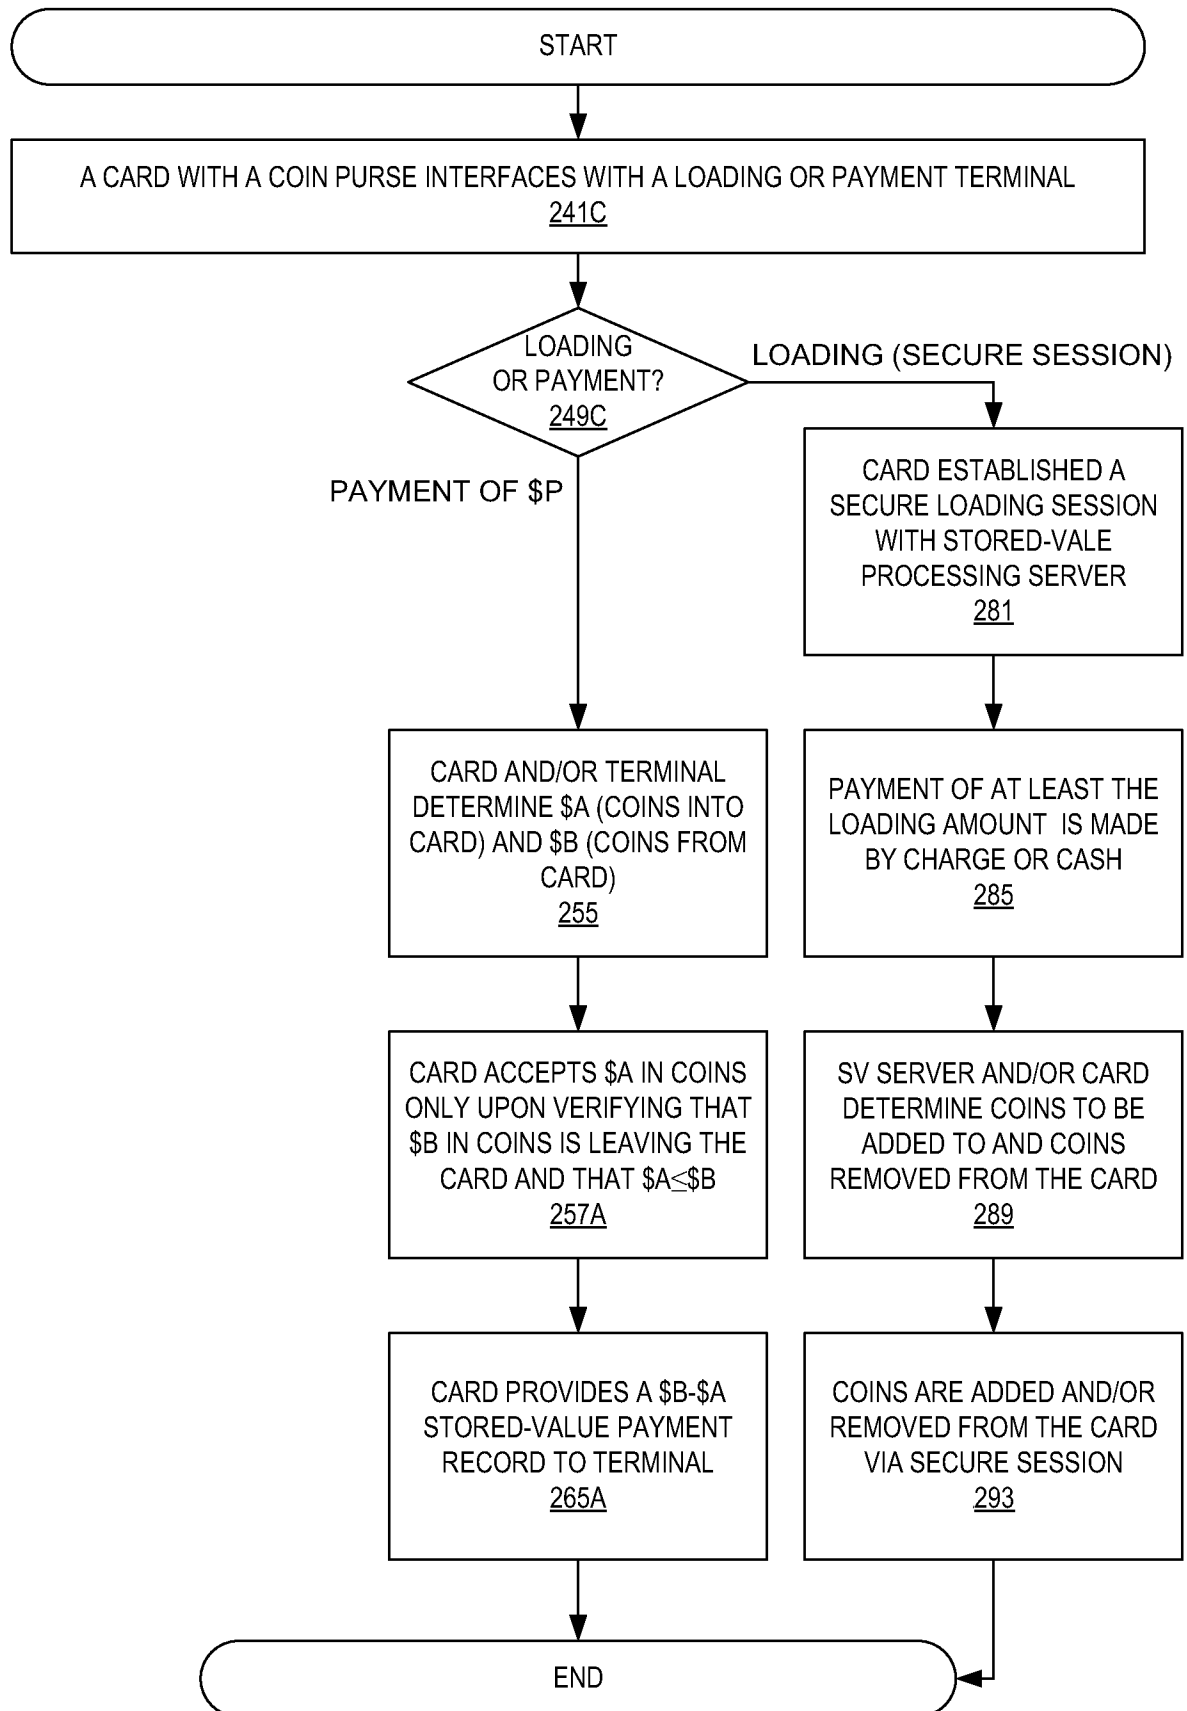 START
A CARD WITH A COIN PURSE INTERFACES WITH A LOADING OR PAYMENT TERMINAL
241C
LOADING
OR PAYMENT?
249C
LOADING (SECURE SESSION)
PAYMENT OF $P
CARD ESTABLISHED A
SECURE LOADING SESSION
WITH STORED-VALE
PROCESSING SERVER
281
CARD AND/OR TERMINAL
DETERMINE $A (COINS INTO
CARD) AND $B (COINS FROM
CARD)
255
PAYMENT OF AT LEAST THE
LOADING AMOUNT IS MADE
BY CHARGE OR CASH
285
CARD ACCEPTS $A IN COINS
ONLY UPON VERIFYING THAT
$B IN COINS IS LEAVING THE
CARD AND THAT $A≤$B
257A
SV SERVER AND/OR CARD
DETERMINE COINS TO BE
ADDED TO AND COINS
REMOVED FROM THE CARD
289
CARD PROVIDES A $B-$A
STORED-VALUE PAYMENT
RECORD TO TERMINAL
265A
COINS ARE ADDED AND/OR
REMOVED FROM THE CARD
VIA SECURE SESSION
293
END